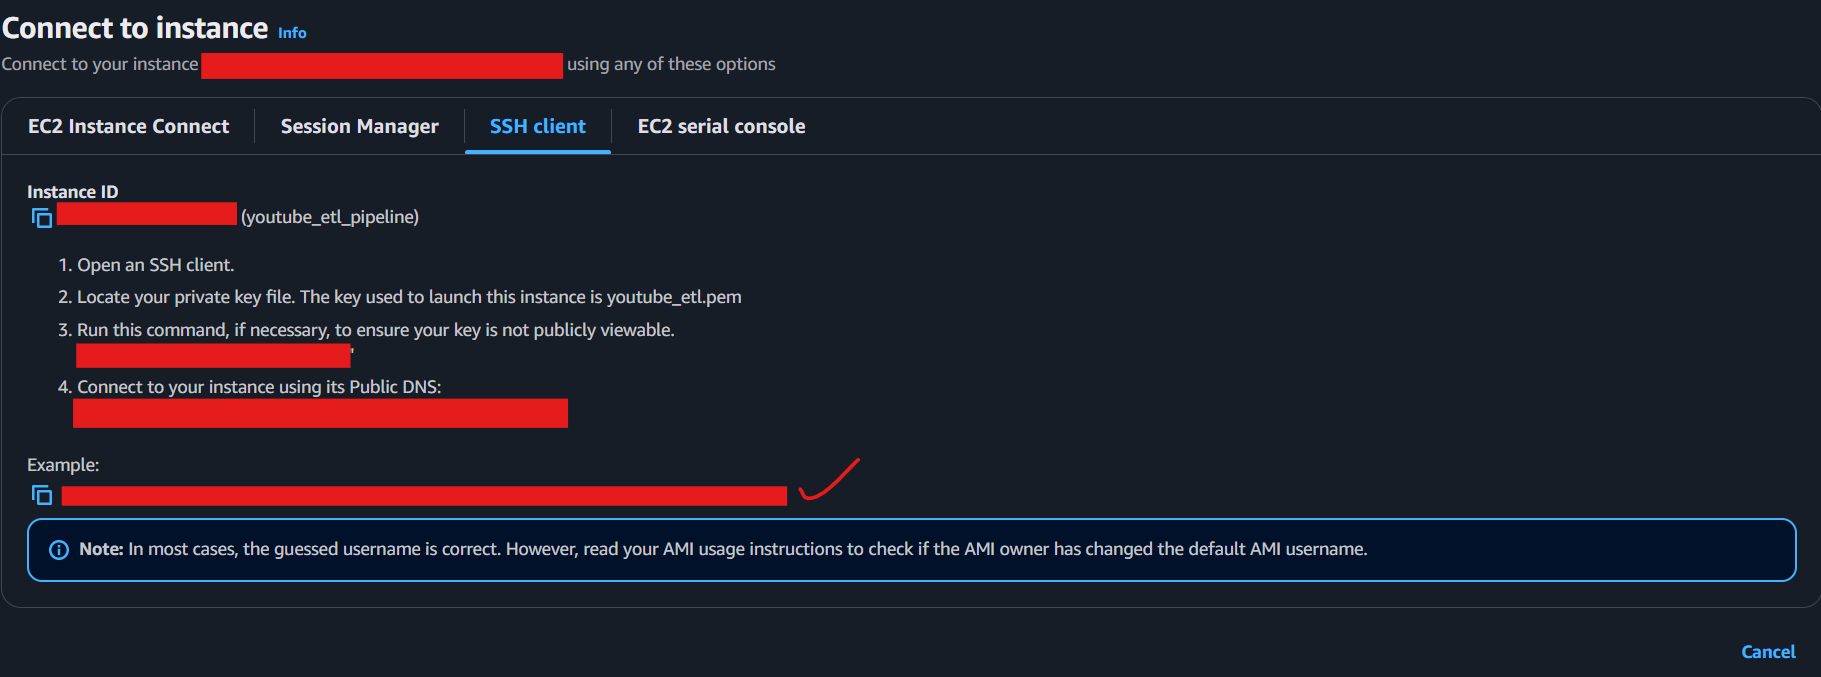 Connect to instance Info
Connect to your instance using any of these options
EC2 Instance Connect Session Manager SSH client EC2 serial console
Instance ID
(youtube_etl_pipeline)
1. Open an SSH client.
2. Locate your private key file. The key used to launch this instance is youtube_etl.pem
3. Run this command, if necessary, to ensure your key is not publicly viewable.
4. Connect to your instance using its Public DNS:
Example:
Note: In most cases, the guessed username is correct. However, read your AMI usage instructions to check if the AMI owner has changed the default AMI username.
Cancel